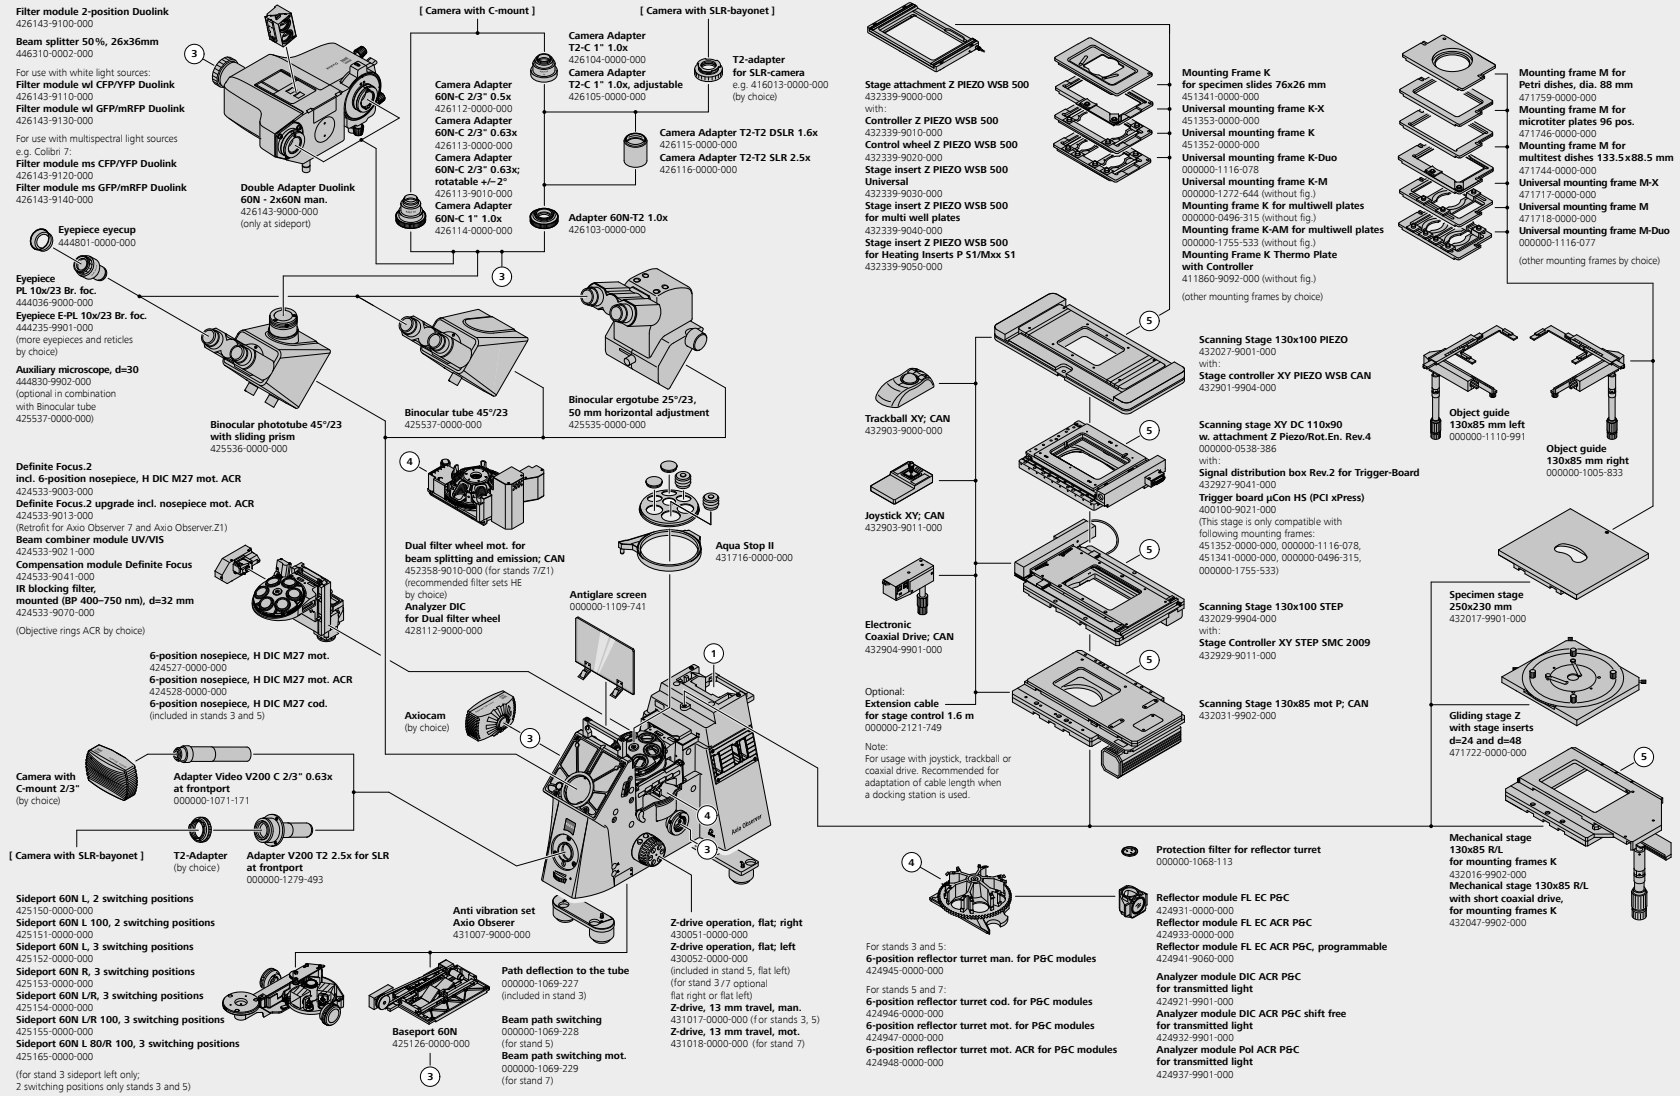 Filter module 2-position Duolink
426143-9100-000
Beam splitter 50%, 26x36mm
446310-0002-000
For use with white light sources:
Filter module wl CFP/YFP Duolink
426143-9110-000
Filter module wl GFP/mRFP Duolink
426143-9130-000
For use with multispectral light sources
e.g. Colibri 7:
Filter module ms CFP/YFP Duolink
426143-9120-000
Filter module ms GFP/mRFP Duolink
426143-9140-000
3
Double Adapter Duolink
60N - 2x60N man.
426143-9000-000
(only at sideport)
[ Camera with C-mount ]
[ Camera with SLR-bayonet ]
Camera Adapter
T2-C 1" 1.0x
426104-0000-000
Camera Adapter
T2-C 1" 1.0x, adjustable
426105-0000-000
T2-adapter
for SLR-camera
e.g. 416013-0000-000
(by choice)
Camera Adapter
60N-C 2/3" 0.5x
426112-0000-000
Camera Adapter
60N-C 2/3" 0.63x
426113-0000-000
Camera Adapter
60N-C 2/3" 0.63x;
rotatable +/−2°
426113-9010-000
Camera Adapter
60N-C 1" 1.0x
426114-0000-000
Camera Adapter T2-T2 DSLR 1.6x
426115-0000-000
Camera Adapter T2-T2 SLR 2.5x
426116-0000-000
Adapter 60N-T2 1.0x
426103-0000-000
3
Eyepiece eyecup
444801-0000-000
Eyepiece
PL 10x/23 Br. foc.
444036-9000-000
Eyepiece E-PL 10x/23 Br. foc.
444235-9901-000
(more eyepieces and reticles
by choice)
Auxiliary microscope, d=30
444830-9902-000
(optional in combination
with Binocular tube
425537-0000-000)
Binocular phototube 45°/23
with sliding prism
425536-0000-000
Binocular tube 45°/23
425537-0000-000
Binocular ergotube 25°/23,
50 mm horizontal adjustment
425535-0000-000
Definite Focus.2
incl. 6-position nosepiece, H DIC M27 mot. ACR
424533-9003-000
Definite Focus.2 upgrade incl. nosepiece mot. ACR
424533-9013-000
(Retrofit for Axio Observer 7 and Axio Observer.Z1)
Beam combiner module UV/VIS
424533-9021-000
Compensation module Definite Focus
424533-9041-000
IR blocking filter,
mounted (BP 400–750 nm), d=32 mm
424533-9070-000
(Objective rings ACR by choice)
6-position nosepiece, H DIC M27 mot.
424527-0000-000
6-position nosepiece, H DIC M27 mot. ACR
424528-0000-000
6-position nosepiece, H DIC M27 cod.
(included in stands 3 and 5)
4
Dual filter wheel mot. for
beam splitting and emission; CAN
452358-9010-000 (for stands 7/Z1)
(recommended filter sets HE
by choice)
Analyzer DIC
for Dual filter wheel
428112-9000-000
Aqua Stop II
431716-0000-000
Antiglare screen
000000-1109-741
1
Axiocam
(by choice)
3
4
3
Axio Observer
Camera with
C-mount 2/3"
(by choice)
Adapter Video V200 C 2/3" 0.63x
at frontport
000000-1071-171
[ Camera with SLR-bayonet ]
T2-Adapter
(by choice)
Adapter V200 T2 2.5x for SLR
at frontport
000000-1279-493
Sideport 60N L, 2 switching positions
425150-0000-000
Sideport 60N L 100, 2 switching positions
425151-0000-000
Sideport 60N L, 3 switching positions
425152-0000-000
Sideport 60N R, 3 switching positions
425153-0000-000
Sideport 60N L/R, 3 switching positions
425154-0000-000
Sideport 60N L/R 100, 3 switching positions
425155-0000-000
Sideport 60N L 80/R 100, 3 switching positions
425165-0000-000
(for stand 3 sideport left only;
2 switching positions only stands 3 and 5)
Anti vibration set
Axio Obserer
431007-9000-000
Baseport 60N
425126-0000-000
3
Path deflection to the tube
000000-1069-227
(included in stand 3)
Beam path switching
000000-1069-228
(for stand 5)
Beam path switching mot.
000000-1069-229
(for stand 7)
Z-drive operation, flat; right
430051-0000-000
Z-drive operation, flat; left
430052-0000-000
(included in stand 5, flat left)
(for stand 3/7 optional
flat right or flat left)
Z-drive, 13 mm travel, man.
431017-0000-000 (for stands 3, 5)
Z-drive, 13 mm travel, mot.
431018-0000-000 (for stand 7)
Stage attachment Z PIEZO WSB 500
432339-9000-000
with:
Controller Z PIEZO WSB 500
432339-9010-000
Control wheel Z PIEZO WSB 500
432339-9020-000
Stage insert Z PIEZO WSB 500
Universal
432339-9030-000
Stage insert Z PIEZO WSB 500
for multi well plates
432339-9040-000
Stage insert Z PIEZO WSB 500
for Heating Inserts P S1/Mxx S1
432339-9050-000
Mounting Frame K
for specimen slides 76x26 mm
451341-0000-000
Universal mounting frame K-X
451353-0000-000
Universal mounting frame K
451352-0000-000
Universal mounting frame K-Duo
000000-1116-078
Universal mounting frame K-M
000000-1272-644 (without fig.)
Mounting frame K for multiwell plates
000000-0496-315 (without fig.)
Mounting frame K-AM for multiwell plates
000000-1755-533 (without fig.)
Mounting Frame K Thermo Plate
with Controller
411860-9092-000 (without fig.)
(other mounting frames by choice)
Mounting frame M for
Petri dishes, dia. 88 mm
471759-0000-000
Mounting frame M for
microtiter plates 96 pos.
471746-0000-000
Mounting frame M for
multitest dishes 133.5x88.5 mm
471744-0000-000
Universal mounting frame M-X
471717-0000-000
Universal mounting frame M
471718-0000-000
Universal mounting frame M-Duo
000000-1116-077
(other mounting frames by choice)
5
Scanning Stage 130x100 PIEZO
432027-9001-000
with:
Stage controller XY PIEZO WSB CAN
432901-9904-000
Trackball XY; CAN
432903-9000-000
5
Scanning stage XY DC 110x90
w. attachment Z Piezo/Rot.En. Rev.4
000000-0538-386
with:
Signal distribution box Rev.2 for Trigger-Board
432927-9041-000
Trigger board µCon HS (PCI xPress)
400100-9021-000
(This stage is only compatible with
following mounting frames:
451352-0000-000, 000000-1116-078,
451341-0000-000, 000000-0496-315,
000000-1755-533)
Joystick XY; CAN
432903-9011-000
5
Scanning Stage 130x100 STEP
432029-9904-000
with:
Stage Controller XY STEP SMC 2009
432929-9011-000
Electronic
Coaxial Drive; CAN
432904-9901-000
5
Scanning Stage 130x85 mot P; CAN
432031-9902-000
Optional:
Extension cable
for stage control 1.6 m
000000-2121-749
Note:
For usage with joystick, trackball or
coaxial drive. Recommended for
adaptation of cable length when
a docking station is used.
Object guide
130x85 mm left
000000-1110-991
Object guide
130x85 mm right
000000-1005-833
Specimen stage
250x230 mm
432017-9901-000
Gliding stage Z
with stage inserts
d=24 and d=48
471722-0000-000
5
Mechanical stage
130x85 R/L
for mounting frames K
432016-9902-000
Mechanical stage 130x85 R/L
with short coaxial drive,
for mounting frames K
432047-9902-000
4
For stands 3 and 5:
6-position reflector turret man. for P&C modules
424945-0000-000
For stands 5 and 7:
6-position reflector turret cod. for P&C modules
424946-0000-000
6-position reflector turret mot. for P&C modules
424947-0000-000
6-position reflector turret mot. ACR for P&C modules
424948-0000-000
Protection filter for reflector turret
000000-1068-113
Reflector module FL EC P&C
424931-0000-000
Reflector module FL EC ACR P&C
424933-0000-000
Reflector module FL EC ACR P&C, programmable
424941-9060-000
Analyzer module DIC ACR P&C
for transmitted light
424921-9901-000
Analyzer module DIC ACR P&C shift free
for transmitted light
424932-9901-000
Analyzer module Pol ACR P&C
for transmitted light
424937-9901-000